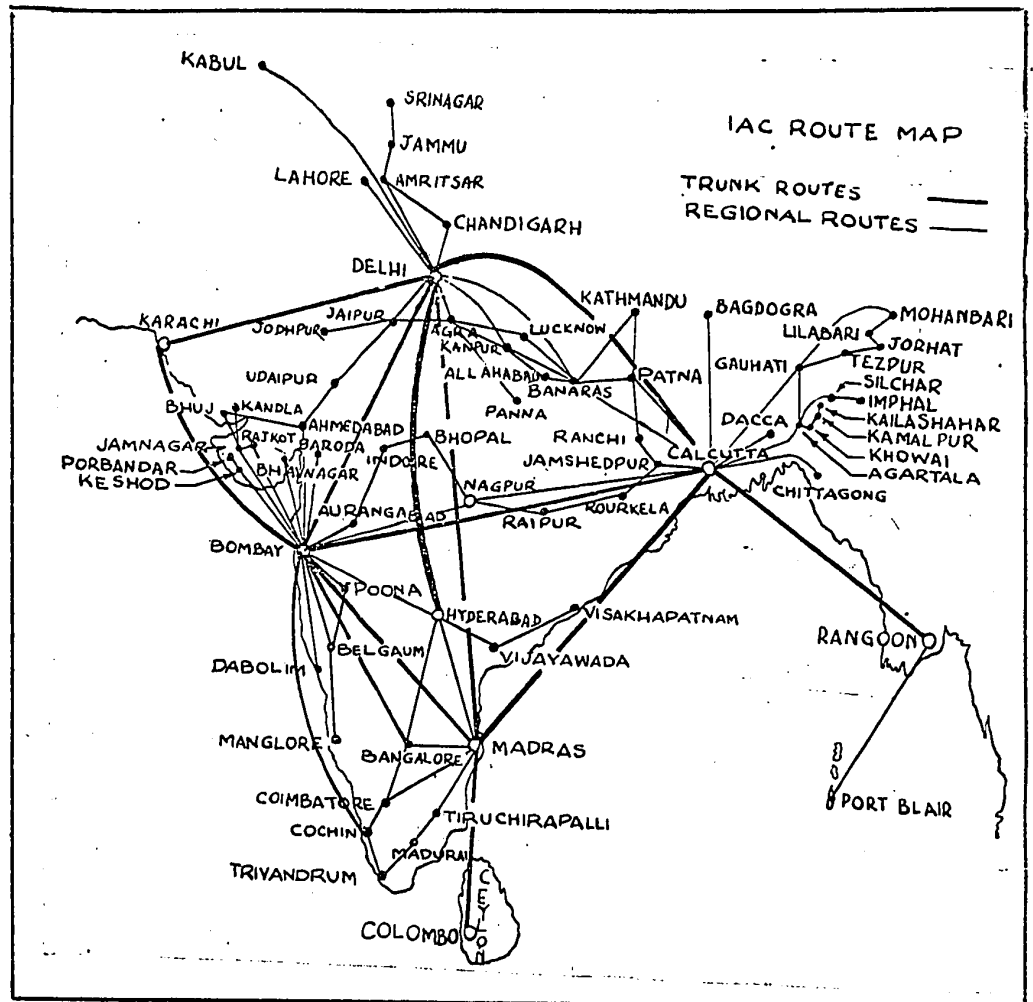 KABUL
SRINAGAR
IAC ROUTE MAP
JAMMU
LAHORE
AMRITSAR
TRUNK ROUTES
REGIONAL ROUTES
CHANDIGARH
DELHI
KATHMANDU
BAGDOGRA
MOHANBARI
KARACHI
JODHPUR
JAIPUR
AGRA
LUCKNOW
LILABARI
JORHAT
KANPUR
GAUHATI
TEZPUR
UDAIPUR
ALLAHABAD
BANARAS
PATNA
SILCHAR
PANNA
IMPHAL
BHUJ
KANDLA
DACCA
KAILASHAHAR
AHMEDABAD
BHOPAL
RANCHI
KAMALPUR
JAMNAGAR
RAJKOT
BARODA
INDORE
CALCUTTA
KHOWAI
PORBANDAR
BHAVNAGAR
JAMSHEDPUR
AGARTALA
KESHOD
NAGPUR
CHITTAGONG
AURANGABAD
RAIPUR
ROURKELA
BOMBAY
POONA
HYDERABAD
VISAKHAPATNAM
RANGOON
BELGAUM
VIJAYAWADA
DABOLIM
MANGLORE
BANGALORE
MADRAS
COIMBATORE
TIRUCHIRAPALLI
PORT BLAIR
COCHIN
MADURAI
TRIVANDRUM
CEYLON
COLOMBO